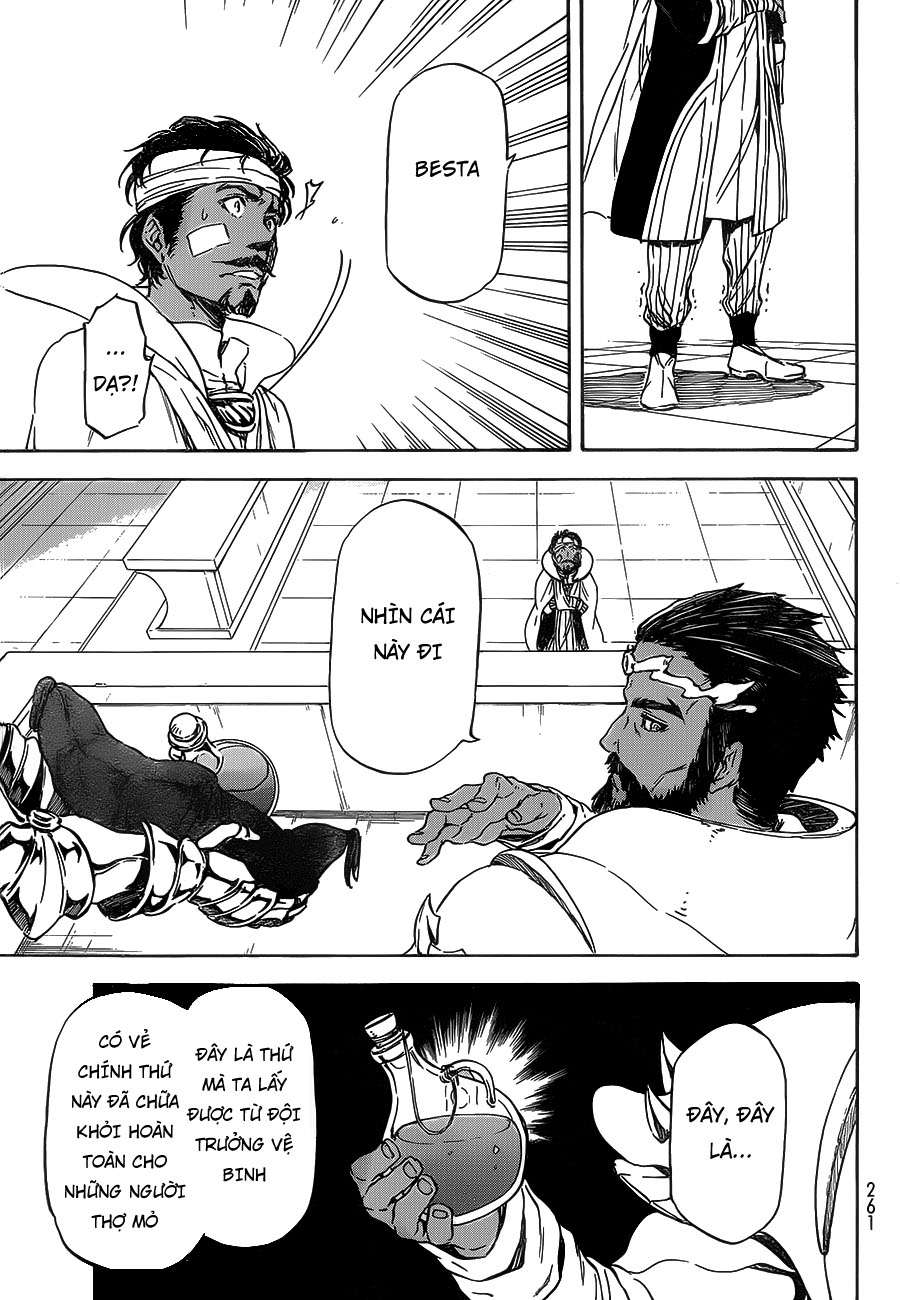 BESTA
...
DẠ?!
NHÌN CÁI
NÀY ĐI
ĐÂY, ĐÂY
LÀ...
ĐÂY LÀ THỨ
MÀ TA LẤY
ĐƯỢC TỪ ĐỘI
TRƯỞNG VỆ
BINH
CÓ VẺ
CHÍNH THỨ
NÀY ĐÃ CHỮA
KHỎI HOÀN
TOÀN CHO
NHỮNG NGƯỜI
THỢ MỎ
261